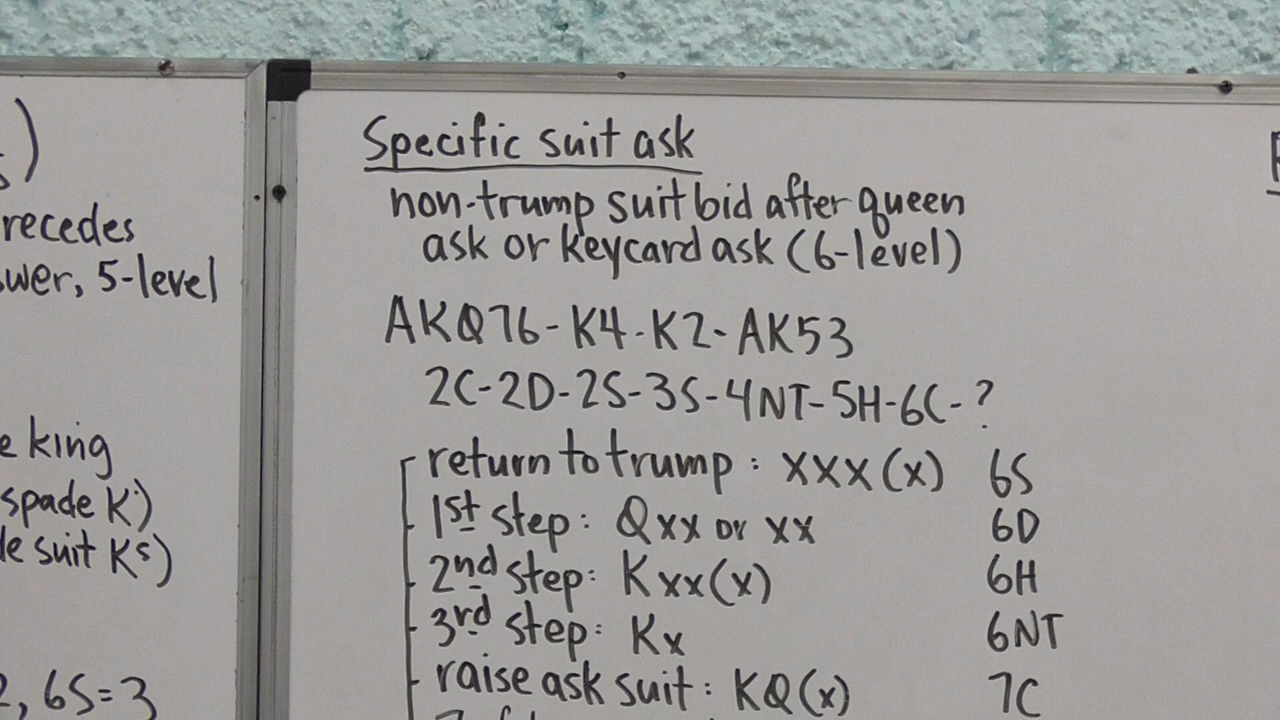 )
s
recedes
wer, 5-level
e king
spade K)
le suit Ks)
2, 6S=3
Specific suit ask
non-trump suit bid after queen
ask or keycard ask (6-level)
AKQ76-K4-K2-AK53
2C-2D-2S-3S-4NT-5H-6C-?
return to trump: xxx(x) 6S
1st step: Qxx or xx 6D
2nd step: Kxx(x) 6H
3rd step: Kx 6NT
raise ask suit: KQ(x) 7C